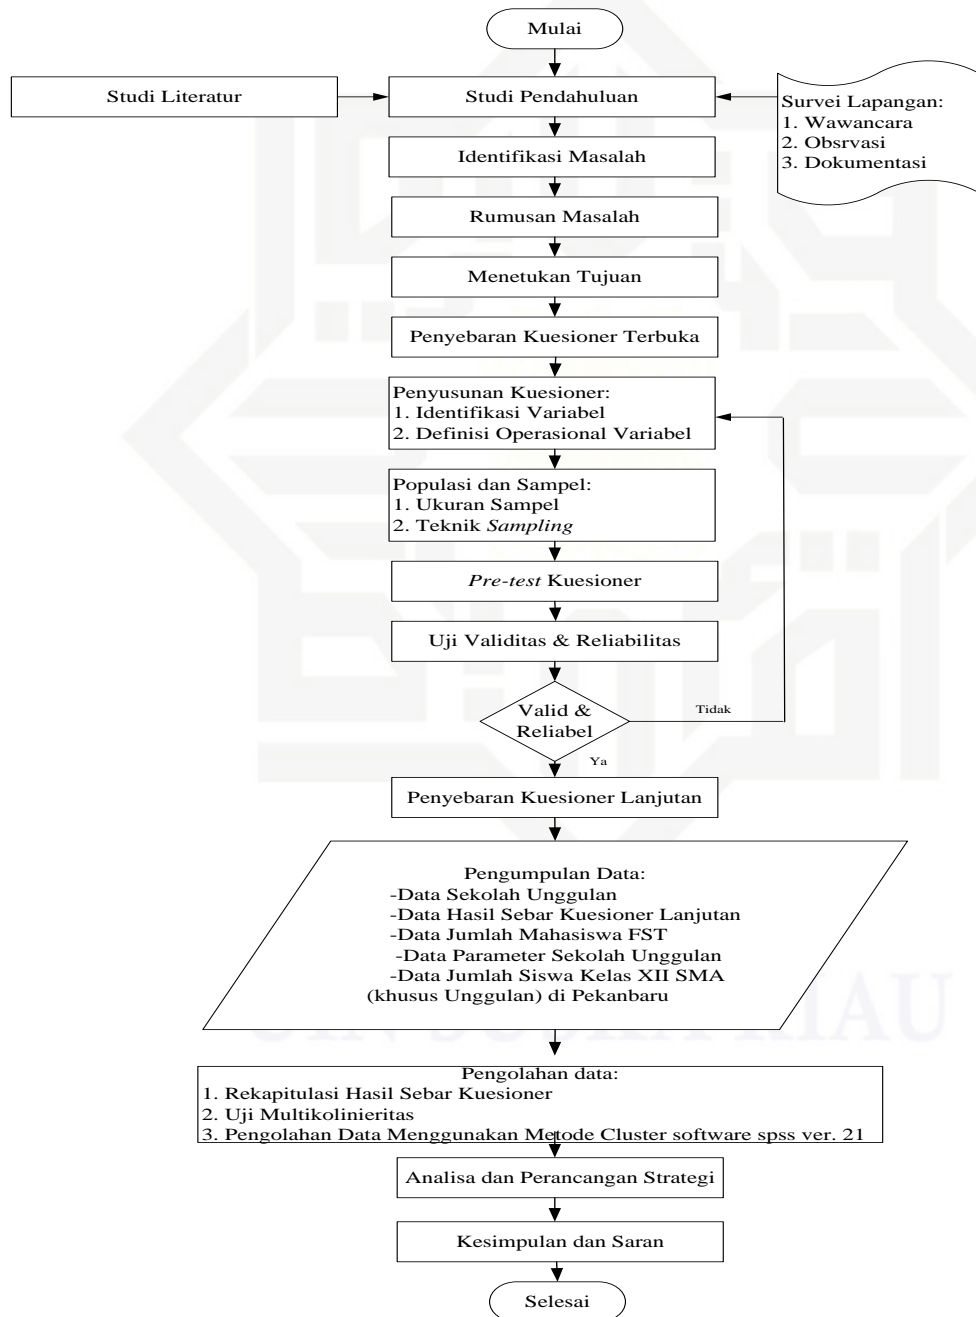 Mulai
Studi Literatur
Studi Pendahuluan
Survei Lapangan:
1. Wawancara
2. Obsrvasi
3. Dokumentasi
Identifikasi Masalah
Rumusan Masalah
Menetukan Tujuan
Penyebaran Kuesioner Terbuka
Penyusunan Kuesioner:
1. Identifikasi Variabel
2. Definisi Operasional Variabel
Populasi dan Sampel:
1. Ukuran Sampel
2. Teknik Sampling
Pre-test Kuesioner
Uji Validitas & Reliabilitas
Valid &
Reliabel
Tidak
Ya
Penyebaran Kuesioner Lanjutan
Pengumpulan Data:
-Data Sekolah Unggulan
-Data Hasil Sebar Kuesioner Lanjutan
-Data Jumlah Mahasiswa FST
-Data Parameter Sekolah Unggulan
-Data Jumlah Siswa Kelas XII SMA
(khusus Unggulan) di Pekanbaru
UIN SUSKA RIAU
Pengolahan data:
1. Rekapitulasi Hasil Sebar Kuesioner
2. Uji Multikolinieritas
3. Pengolahan Data Menggunakan Metode Cluster software spss ver. 21
Analisa dan Perancangan Strategi
Kesimpulan dan Saran
Selesai